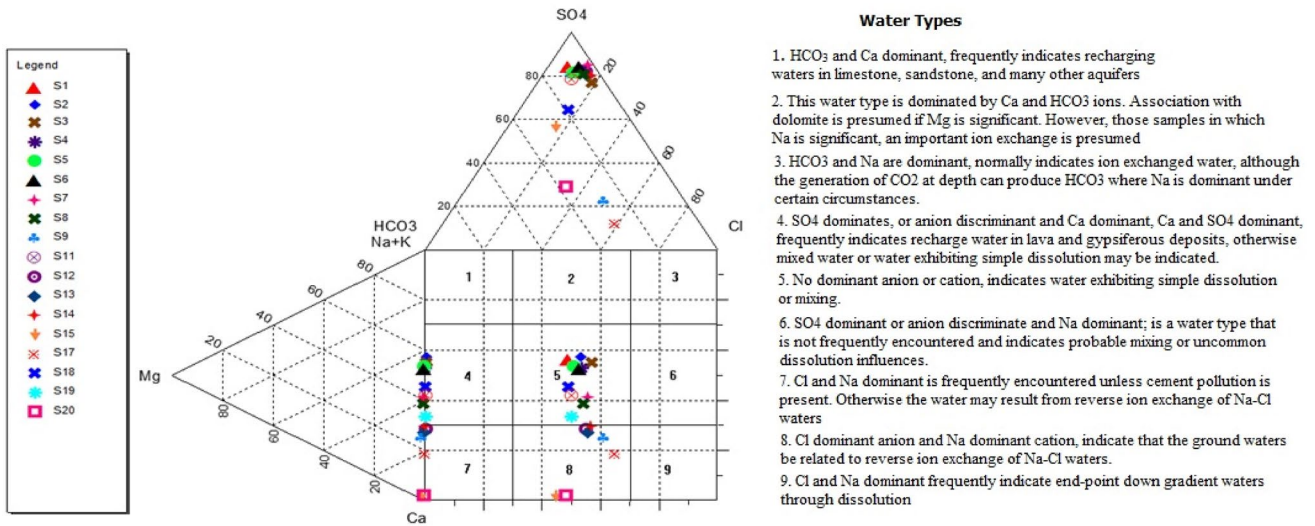 Legend
S1
S2
S3
S4
S5
S6
S7
S8
S9
S11
S12
S13
S14
S15
S17
S18
S19
S20
SO4
80
20
60
40
40
60
20
80
HCO3
Cl
Na+K
80
60
40
20
Mg
80
60
40
20
Ca
1
2
3
4
5
6
7
8
9
Water Types
1. HCO3 and Ca dominant, frequently indicates recharging
waters in limestone, sandstone, and many other aquifers
2. This water type is dominated by Ca and HCO3 ions. Association with
dolomite is presumed if Mg is significant. However, those samples in which
Na is significant, an important ion exchange is presumed
3. HCO3 and Na are dominant, normally indicates ion exchanged water, although
the generation of CO2 at depth can produce HCO3 where Na is dominant under
certain circumstances.
4. SO4 dominates, or anion discriminant and Ca dominant, Ca and SO4 dominant,
frequently indicates recharge water in lava and gypsiferous deposits, otherwise
mixed water or water exhibiting simple dissolution may be indicated.
5. No dominant anion or cation, indicates water exhibiting simple dissolution
or mixing.
6. SO4 dominant or anion discriminate and Na dominant; is a water type that
is not frequently encountered and indicates probable mixing or uncommon
dissolution influences.
7. Cl and Na dominant is frequently encountered unless cement pollution is
present. Otherwise the water may result from reverse ion exchange of Na-Cl
waters
8. Cl dominant anion and Na dominant cation, indicate that the ground waters
be related to reverse ion exchange of Na-Cl waters.
9. Cl and Na dominant frequently indicate end-point down gradient waters
through dissolution